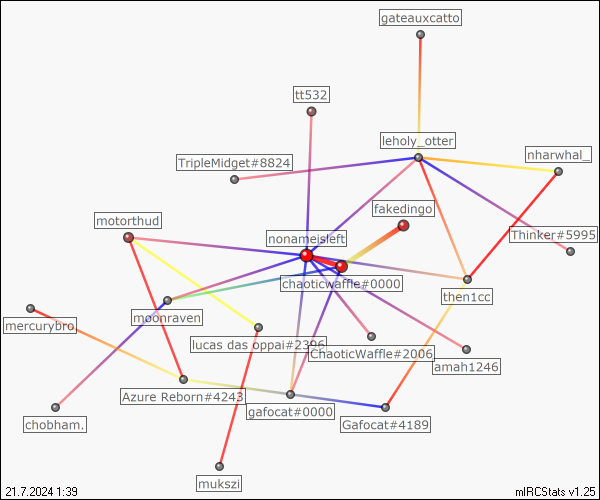 gateauxcatto
tt532
leholy_otter
TripleMidget#8824
nharwhal_
fakedingo
motorthud
nonameisleft
Thinker#5995
chaoticwaffle#0000
then1cc
moonraven
mercurybro.
lucas das oppai#2396
ChaoticWaffle#2006
amah1246
Azure Reborn#4243
gafocat#0000
chobham.
Gafocat#4189
mukszi
21.7.2024 1:39
mIRCStats v1.25